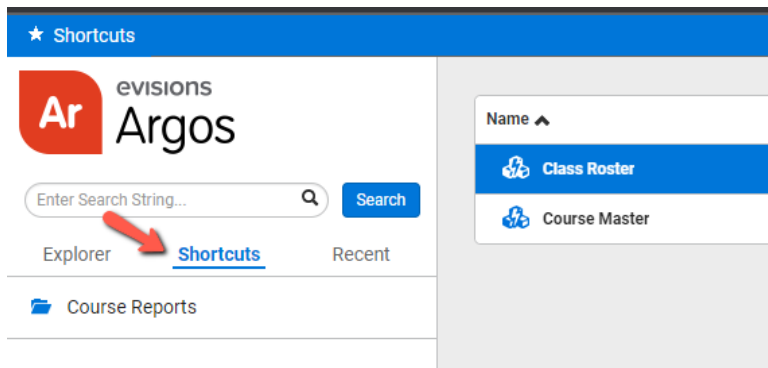 Shortcuts
Ar
evisions
Argos
Enter Search String...
Search
Explorer Shortcuts Recent
Course Reports
Name
Class Roster
Course Master